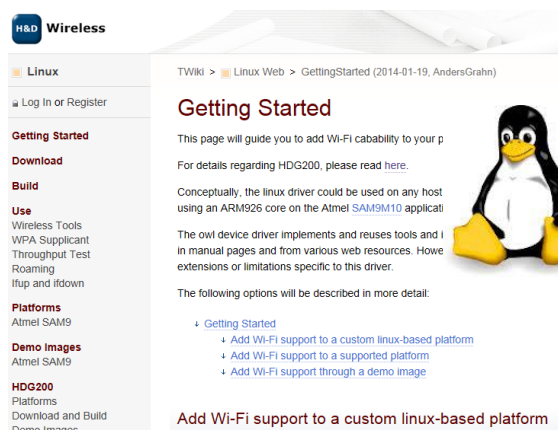 H&D Wireless
Linux
Log In or Register
Getting Started
Download
Build
Use
Wireless Tools
WPA Supplicant
Throughput Test
Roaming
Ifup and ifdown
Platforms
Atmel SAM9
Demo Images
Atmel SAM9
HDG200
Platforms
Download and Build
Demo Images
TWiki > Linux Web > GettingStarted (2014-01-19, AndersGrahn)
Getting Started
This page will guide you to add Wi-Fi cabability to your p
For details regarding HDG200, please read here.
Conceptually, the linux driver could be used on any host
using an ARM926 core on the Atmel SAM9M10 applicati
The owl device driver implements and reuses tools and i
in manual pages and from various web resources. Howe
extensions or limitations specific to this driver.
The following options will be described in more detail:
↓ Getting Started
↓ Add Wi-Fi support to a custom linux-based platform
↓ Add Wi-Fi support to a supported platform
↓ Add Wi-Fi support through a demo image
Add Wi-Fi support to a custom linux-based platform